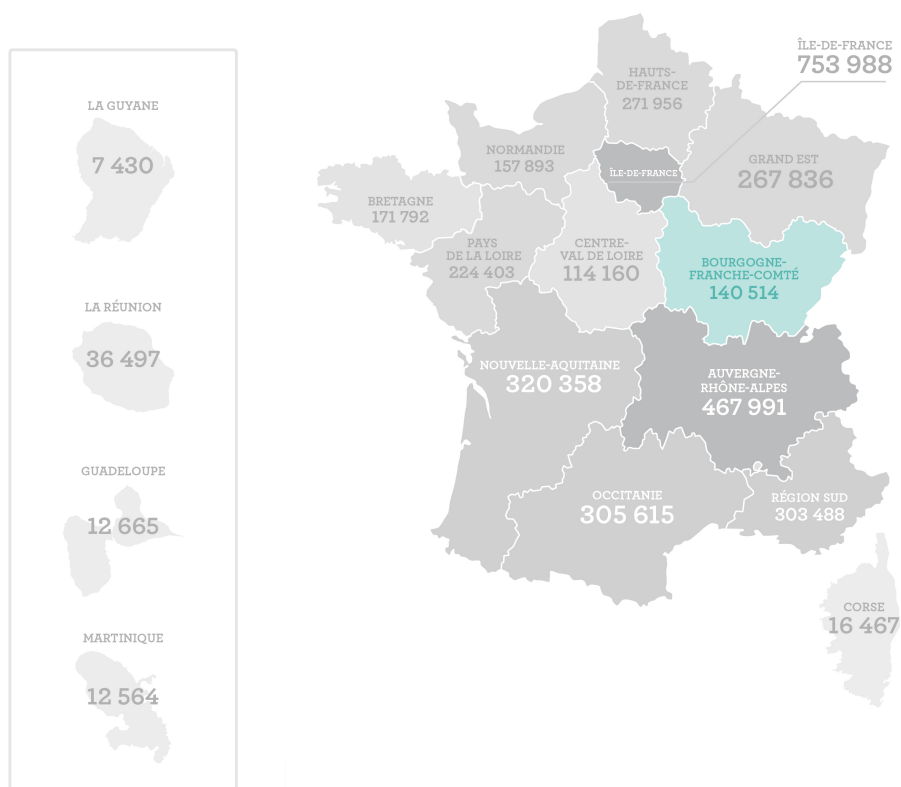 LA GUYANE
7 430
LA RÉUNION
36 497
GUADELOUPE
12 665
MARTINIQUE
12 564
ÎLE-DE-FRANCE
753 988
HAUTS-
DE-FRANCE
271 956
NORMANDIE
157 893
ÎLE-DE-FRANCE
GRAND EST
267 836
BRETAGNE
171 792
PAYS
DE LA LOIRE
224 403
CENTRE-
VAL DE LOIRE
114 160
BOURGOGNE-
FRANCHE-COMTÉ
140 514
NOUVELLE-AQUITAINE
320 358
AUVERGNE-
RHÔNE-ALPES
467 991
OCCITANIE
305 615
RÉGION SUD
303 488
CORSE
16 467